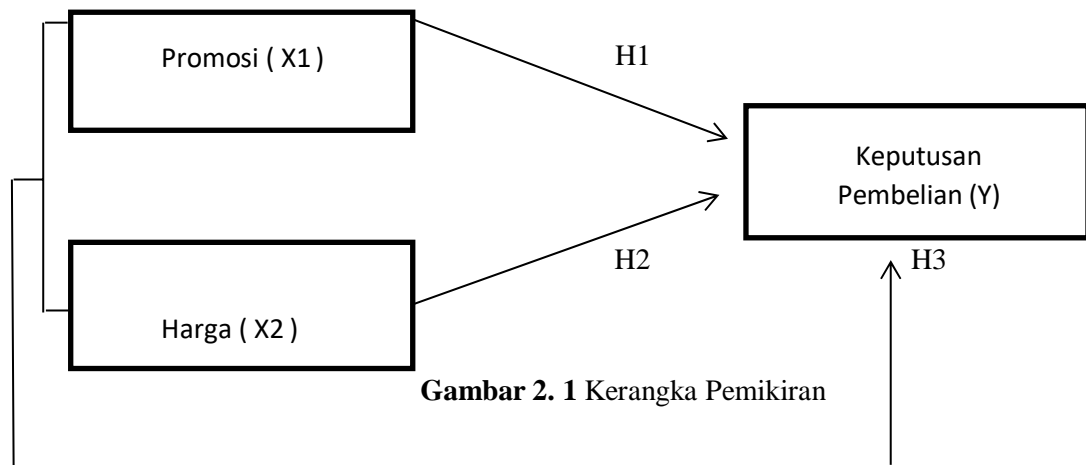 Promosi ( X1 )
H1
Keputusan
Pembelian (Y)
H2
H3
Harga ( X2 )
Gambar 2. 1 Kerangka Pemikiran